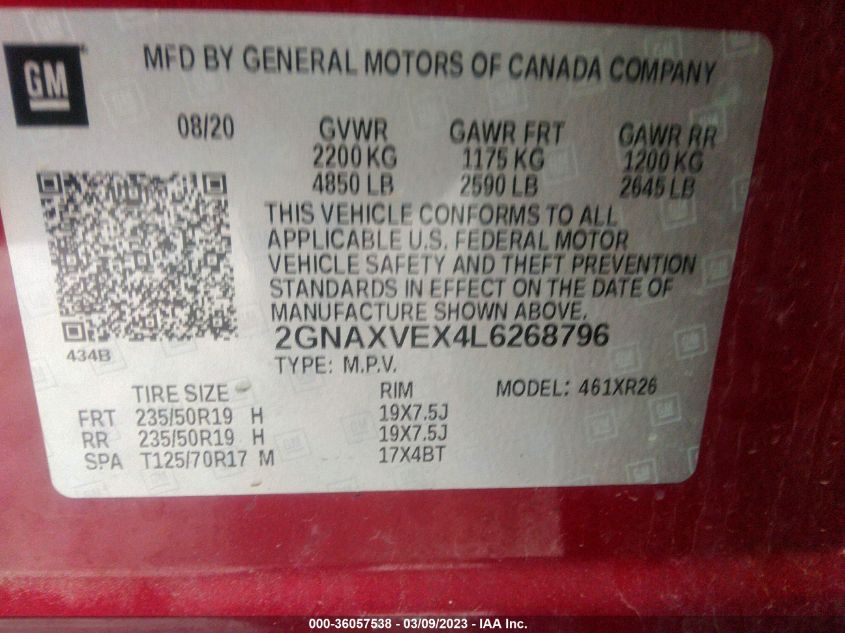 GM
MFD BY GENERAL MOTORS OF CANADA COMPANY
08/20 GVWR GAWR FRT GAWR RR
2200 KG 1175 KG 1200 KG
4850 LB 2590 LB 2645 LB
THIS VEHICLE CONFORMS TO ALL
APPLICABLE U.S. FEDERAL MOTOR
VEHICLE SAFETY AND THEFT PREVENTION
STANDARDS IN EFFECT ON THE DATE OF
MANUFACTURE SHOWN ABOVE.
434B
2GNAXVEX4L6268796
TYPE: M.P.V.
TIRE SIZE RIM MODEL: 461XR26
FRT 235/50R19 H 19X7.5J
RR 235/50R19 H 19X7.5J
SPA T125/70R17 M 17X4BT
000-36057538 - 03/09/2023 - IAA Inc.